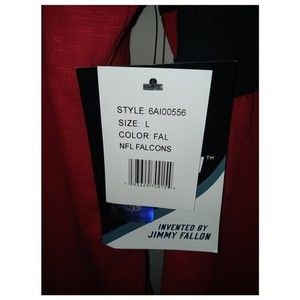 STYLE: 6AI00556
SIZE: L
COLOR: FAL
NFL FALCONS
INVENTED BY
JIMMY FALLON